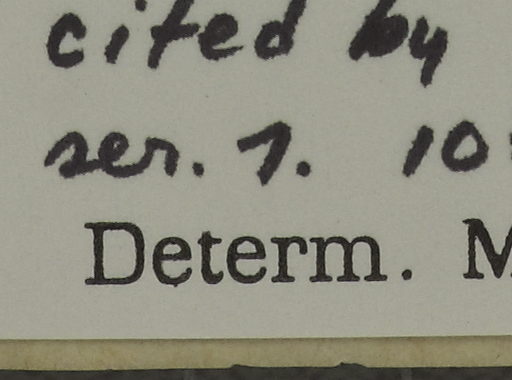 cited by
ser. 7. 10
Determ. M